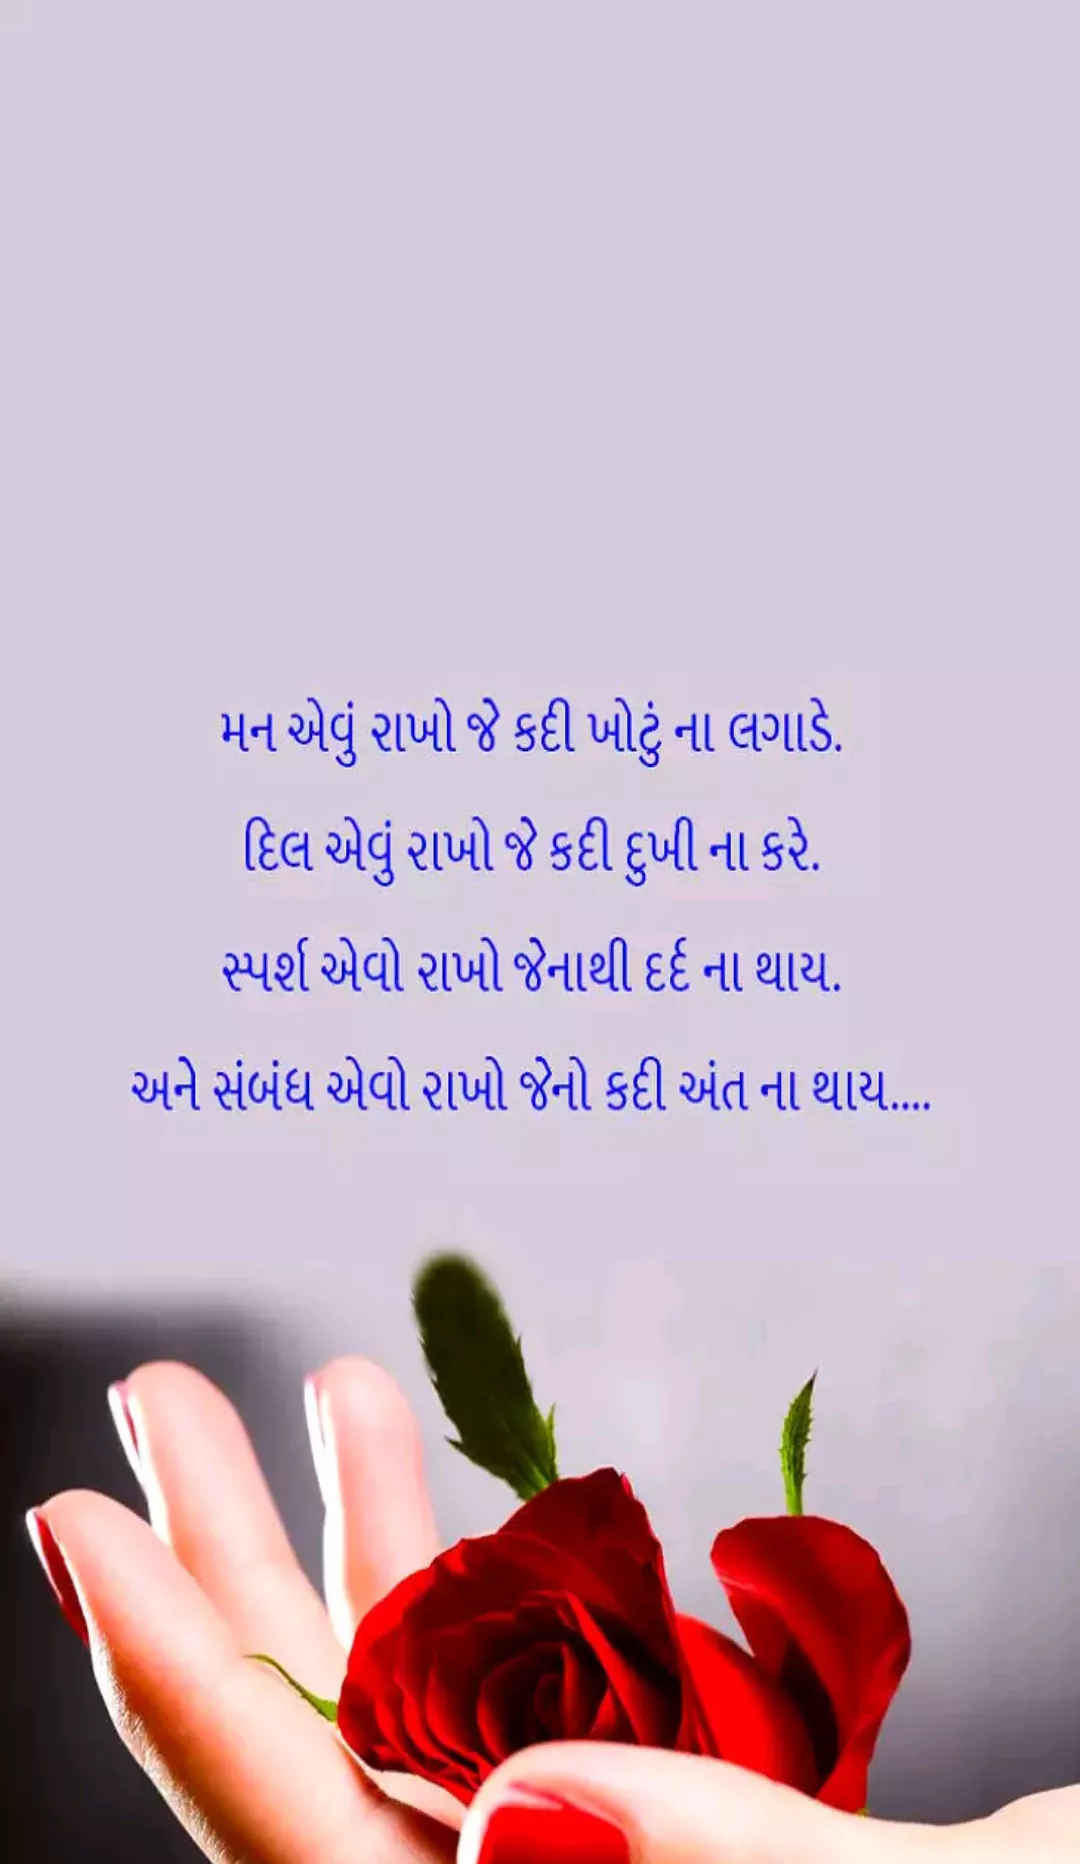 મન એવું રાખો જે કદી ખોટું ના લગાડે.
દિલ એવું રાખો જે કદી દુખી ના કરે.
સ્પર્શ એવો રાખો જેનાથી દર્દ ના થાય.
અને સંબંધ એવો રાખો જેનો કદી અંત ના થાય....